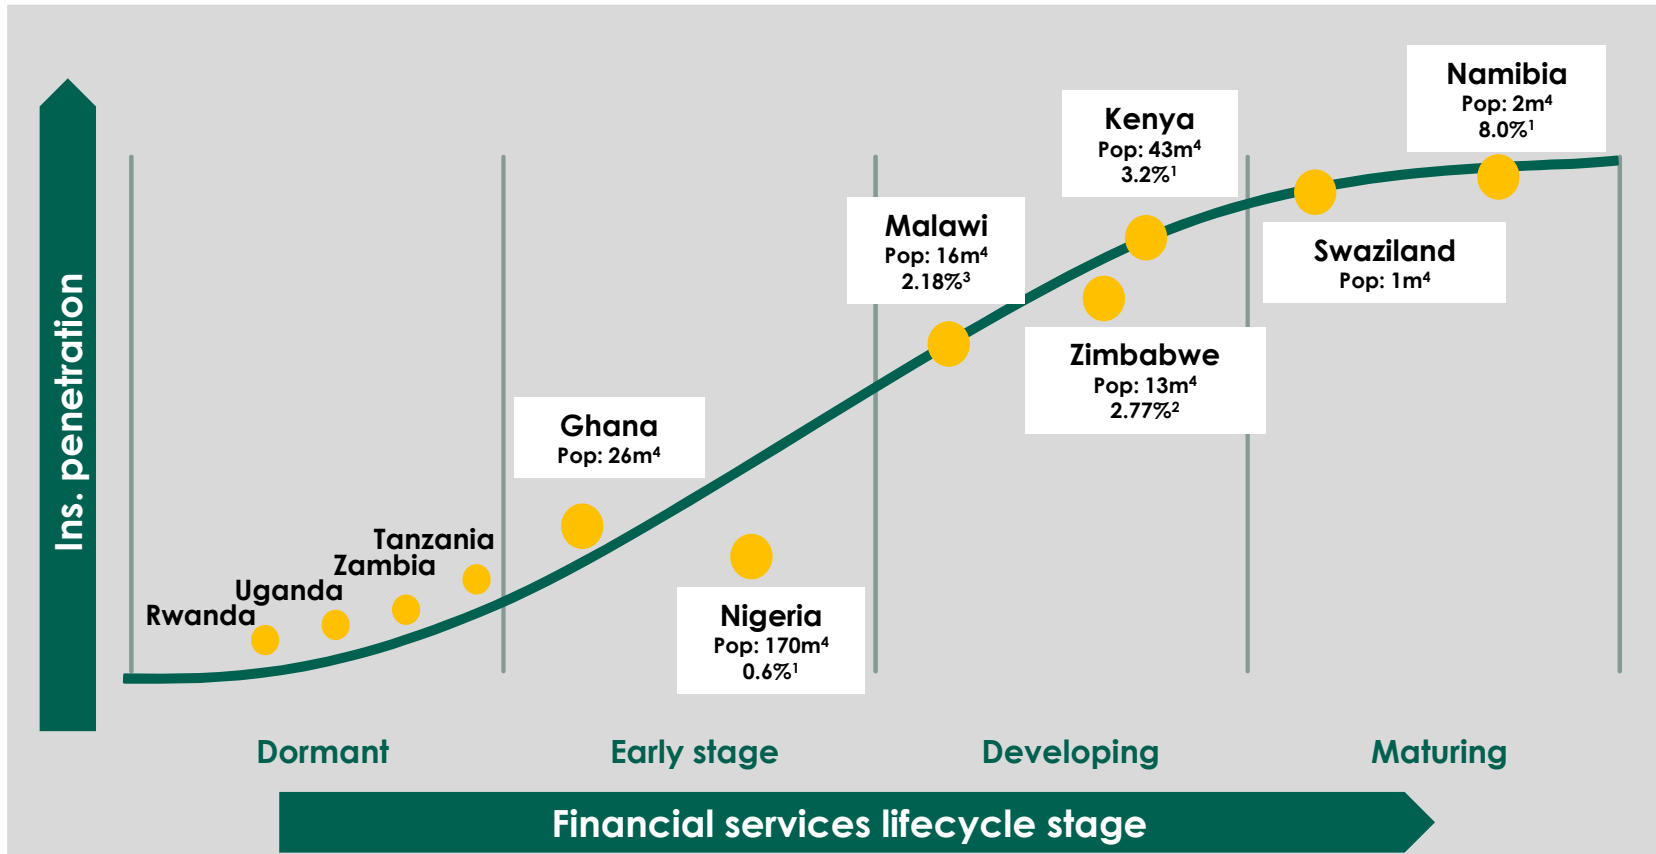 Ins. penetration
Namibia
Pop: 2m⁴
8.0%¹
Kenya
Pop: 43m⁴
3.2%¹
Malawi
Pop: 16m⁴
2.18%³
Swaziland
Pop: 1m⁴
Zimbabwe
Pop: 13m⁴
2.77%²
Ghana
Pop: 26m⁴
Tanzania
Zambia
Uganda
Rwanda
Nigeria
Pop: 170m⁴
0.6%¹
Dormant
Early stage
Developing
Maturing
Financial services lifecycle stage